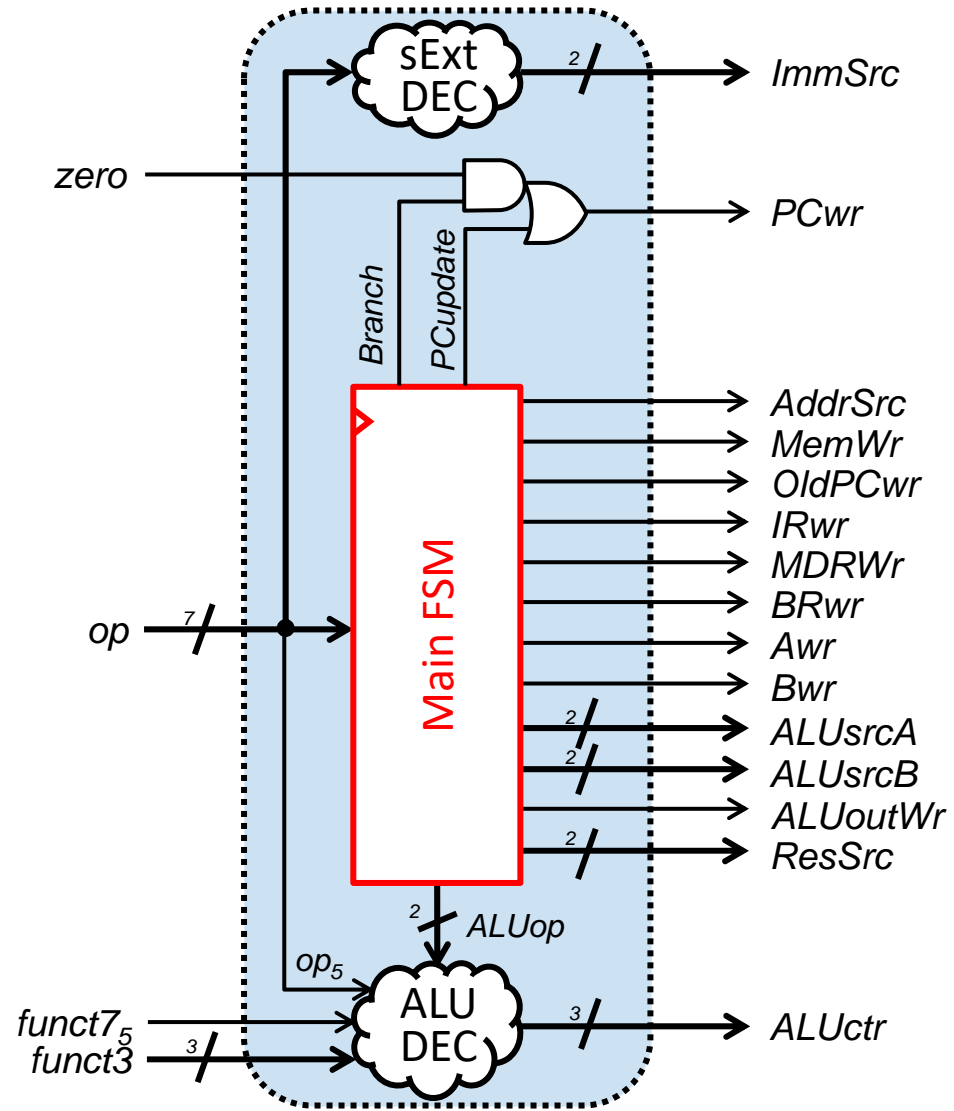 sExt
DEC
2
ImmSrc
zero
PCwr
Branch
PCupdate
AddrSrc
MemWr
OldPCwr
IRwr
MDRWr
BRwr
Awr
Bwr
2
ALUsrcA
2
ALUsrcB
ALUoutWr
2
ResSrc
Main FSM
op
7
2
ALUop
op5
ALU
DEC
funct75
funct3
3
3
ALUctr